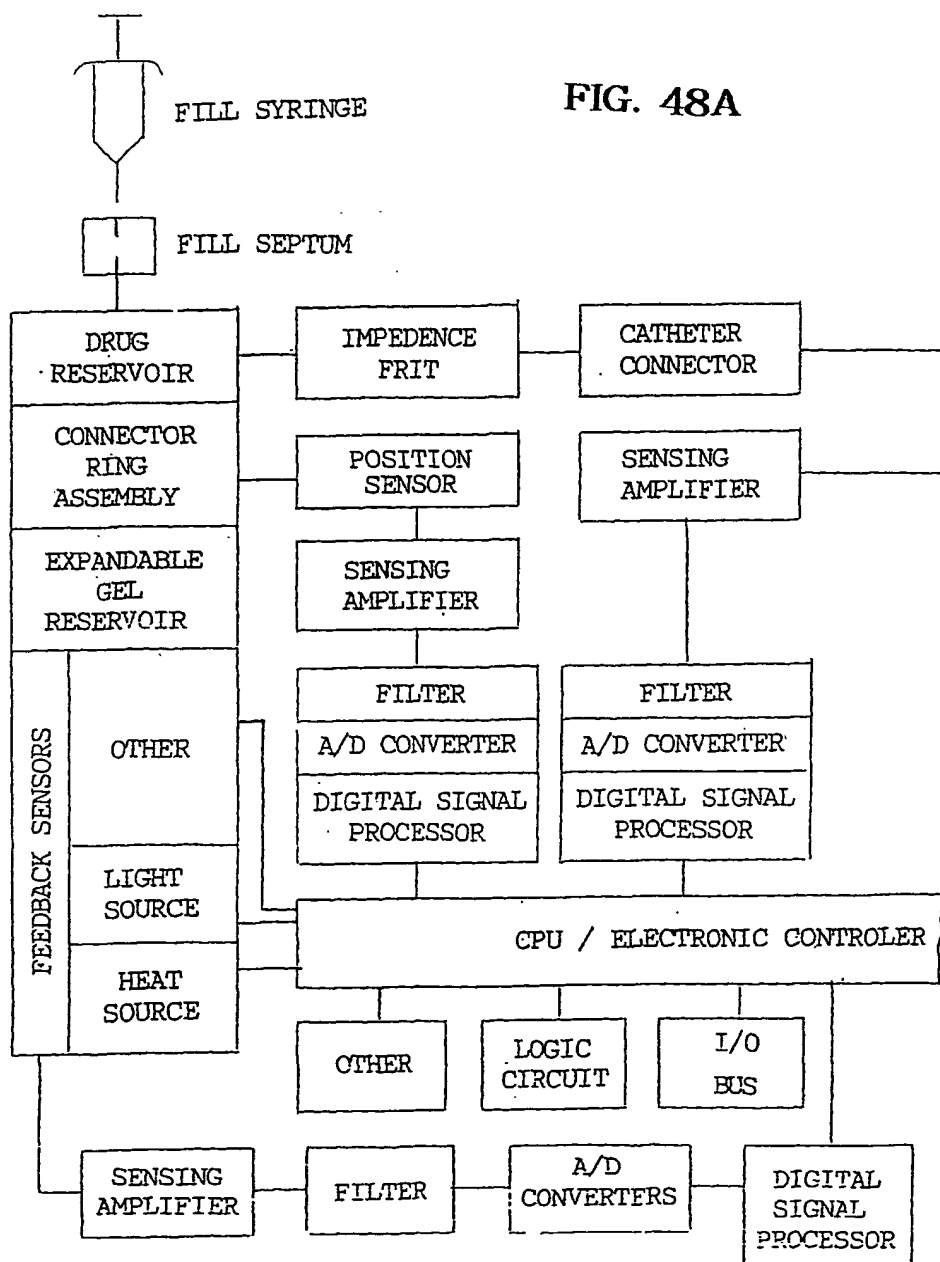 FIG. 48A
FILL SYRINGE
FILL SEPTUM
DRUG
RESERVOIR
IMPEDENCE
FRIT
CATHETER
CONNECTOR
CONNECTOR
RING
ASSEMBLY
POSITION
SENSOR
SENSING
AMPLIFIER
EXPANDABLE
GEL
RESERVOIR
SENSING
AMPLIFIER
FEEDBACK SENSORS
OTHER
LIGHT
SOURCE
HEAT
SOURCE
FILTER
A/D CONVERTER
DIGITAL SIGNAL
PROCESSOR
FILTER
A/D CONVERTER
DIGITAL SIGNAL
PROCESSOR
CPU / ELECTRONIC CONTROLER
OTHER
LOGIC
CIRCUIT
I/O
BUS
SENSING
AMPLIFIER
FILTER
A/D
CONVERTERS
DIGITAL
SIGNAL
PROCESSOR